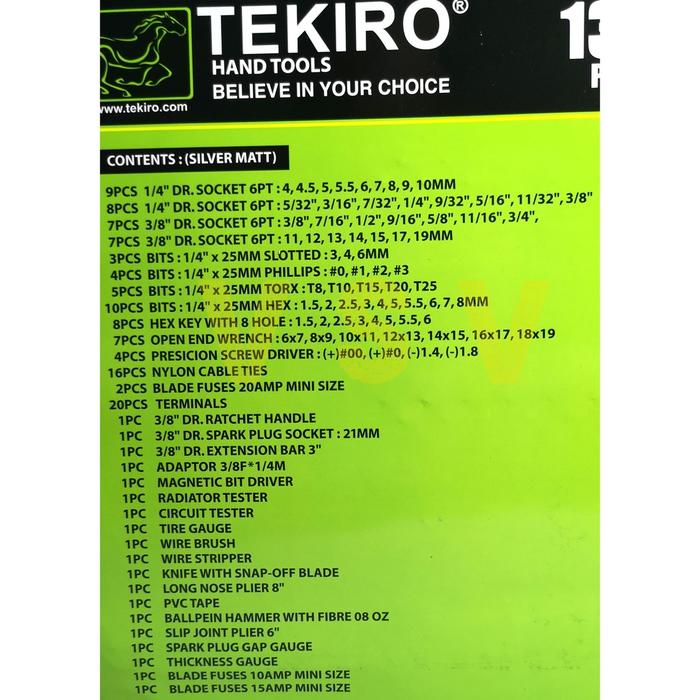 TEKIRO®
13
HAND TOOLS
BELIEVE IN YOUR CHOICE
www.tekiro.com
CONTENTS : (SILVER MATT)
9PCS 1/4" DR. SOCKET 6PT : 4, 4.5, 5, 5.5, 6, 7, 8, 9, 10MM
8PCS 1/4" DR. SOCKET 6PT : 5/32", 3/16", 7/32", 1/4", 9/32", 5/16", 11/32", 3/8"
7PCS 3/8" DR. SOCKET 6PT : 3/8", 7/16", 1/2", 9/16", 5/8", 11/16", 3/4",
7PCS 3/8" DR. SOCKET 6PT : 11, 12, 13, 14, 15, 17, 19MM
3PCS BITS : 1/4" x 25MM SLOTTED : 3, 4, 6MM
4PCS BITS : 1/4" x 25MM PHILLIPS : #0, #1, #2, #3
5PCS BITS : 1/4" x 25MM TORX : T8, T10, T15, T20, T25
10PCS BITS : 1/4" x 25MM HEX : 1.5, 2, 2.5, 3, 4, 5, 5.5, 6, 7, 8MM
8PCS HEX KEY WITH 8 HOLE : 1.5, 2, 2.5, 3, 4, 5, 5.5, 6
7PCS OPEN END WRENCH : 6x7, 8x9, 10x11, 12x13, 14x15, 16x17, 18x19
4PCS PRESICION SCREW DRIVER : (+)#00, (+)#0, (-)1.4, (-)1.8
16PCS NYLON CABLE TIES
2PCS BLADE FUSES 20AMP MINI SIZE
20PCS TERMINALS
1PC 3/8" DR. RATCHET HANDLE
1PC 3/8" DR. SPARK PLUG SOCKET : 21MM
1PC 3/8" DR. EXTENSION BAR 3"
1PC ADAPTOR 3/8F*1/4M
1PC MAGNETIC BIT DRIVER
1PC RADIATOR TESTER
1PC CIRCUIT TESTER
1PC TIRE GAUGE
1PC WIRE BRUSH
1PC WIRE STRIPPER
1PC KNIFE WITH SNAP-OFF BLADE
1PC LONG NOSE PLIER 8"
1PC PVC TAPE
1PC BALLPEIN HAMMER WITH FIBRE 08 OZ
1PC SLIP JOINT PLIER 6"
1PC SPARK PLUG GAP GAUGE
1PC THICKNESS GAUGE
1PC BLADE FUSES 10AMP MINI SIZE
1PC BLADE FUSES 15AMP MINI SIZE